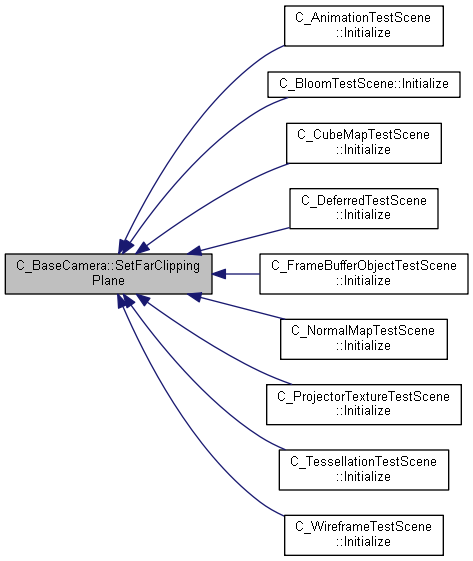 C_AnimationTestScene
::Initialize
C_BloomTestScene::Initialize
C_CubeMapTestScene
::Initialize
C_DeferredTestScene
::Initialize
C_BaseCamera::SetFarClipping
Plane
C_FrameBufferObjectTestScene
::Initialize
C_NormalMapTestScene
::Initialize
C_ProjectorTextureTestScene
::Initialize
C_TessellationTestScene
::Initialize
C_WireframeTestScene
::Initialize